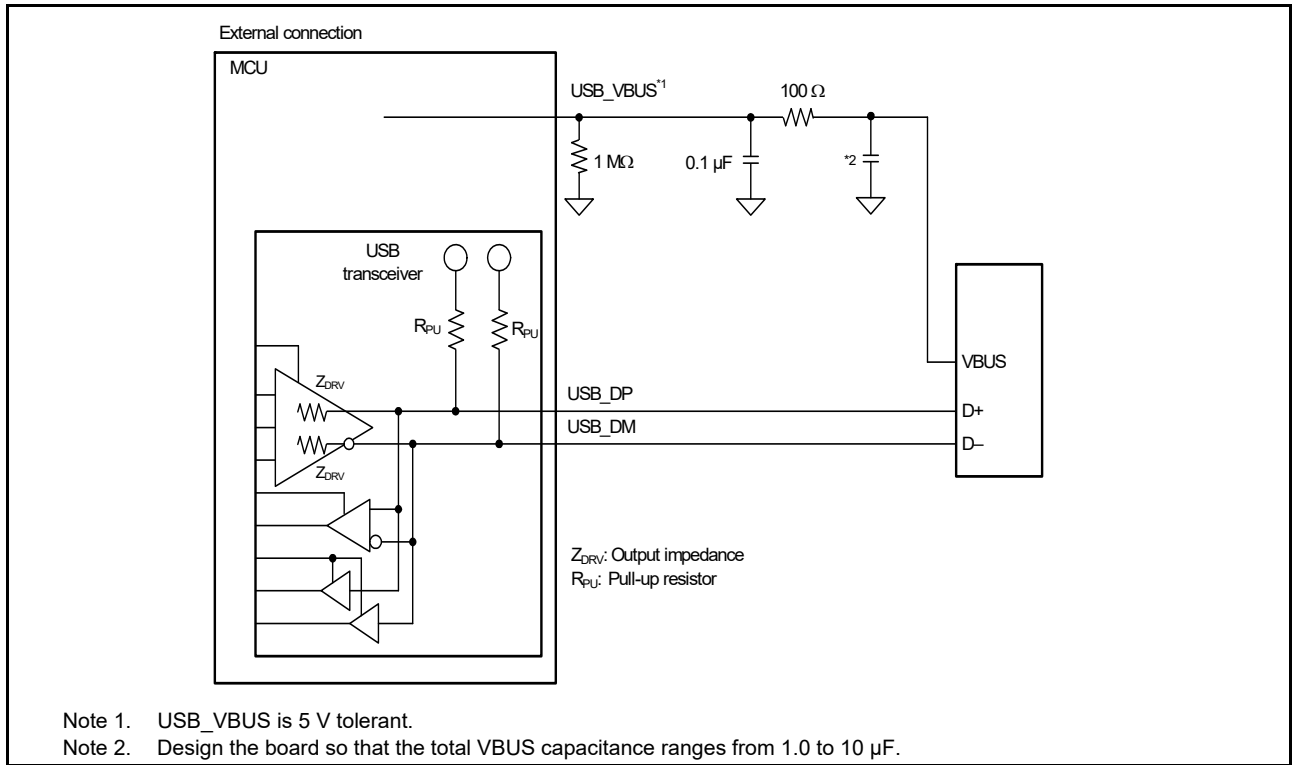 External connection
MCU
USB_VBUS*1
100 Ω
1 MΩ
0.1 µF
*2
USB
transceiver
RPU
RPU
VBUS
ZDRV
USB_DP
D+
USB_DM
D–
ZDRV
ZDRV: Output impedance
RPU: Pull-up resistor
Note 1. USB_VBUS is 5 V tolerant.
Note 2. Design the board so that the total VBUS capacitance ranges from 1.0 to 10 µF.